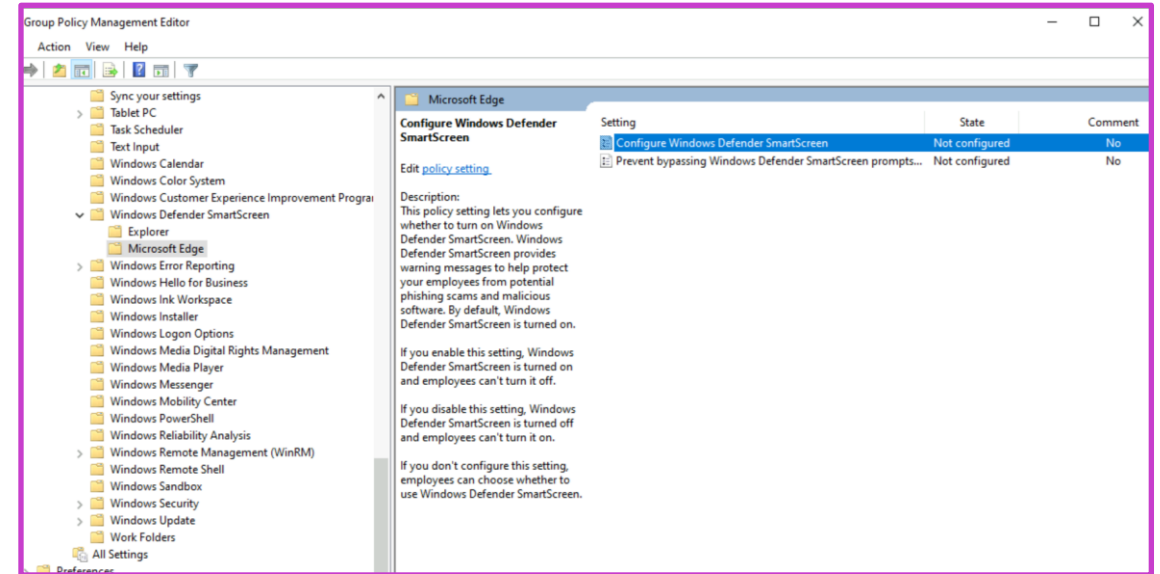 Group Policy Management Editor
Action View Help
Sync your settings
Tablet PC
Task Scheduler
Text Input
Windows Calendar
Windows Color System
Windows Customer Experience Improvement Prograi
Windows Defender SmartScreen
Explorer
Microsoft Edge
Windows Error Reporting
Windows Hello for Business
Windows Ink Workspace
Windows Installer
Windows Logon Options
Windows Media Digital Rights Management
Windows Media Player
Windows Messenger
Windows Mobility Center
Windows PowerShell
Windows Reliability Analysis
Windows Remote Management (WinRM)
Windows Remote Shell
Windows Sandbox
Windows Security
Windows Update
Work Folders
All Settings
Preferences
Microsoft Edge
Configure Windows Defender
SmartScreen
Edit policy setting
Description:
This policy setting lets you configure
whether to turn on Windows
Defender SmartScreen. Windows
Defender SmartScreen provides
warning messages to help protect
your employees from potential
phishing scams and malicious
software. By default, Windows
Defender SmartScreen is turned on.
If you enable this setting, Windows
Defender SmartScreen is turned on
and employees can't turn it off.
If you disable this setting, Windows
Defender SmartScreen is turned off
and employees can't turn it on.
If you don't configure this setting,
employees can choose whether to
use Windows Defender SmartScreen.
Setting State Comment
Configure Windows Defender SmartScreen Not configured No
Prevent bypassing Windows Defender SmartScreen prompts... Not configured No